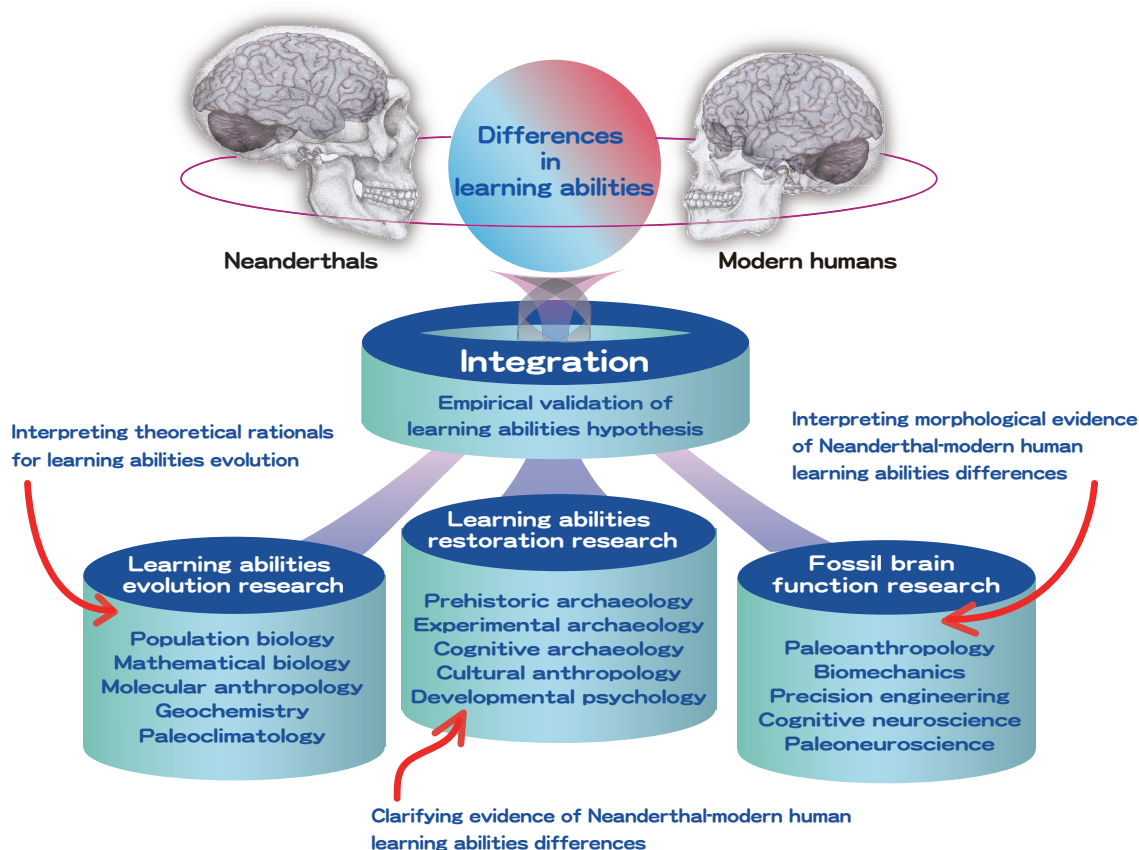 Differences
in
learning abilities
Neanderthals
Modern humans
Integration
Empirical validation of
learning abilities hypothesis
Interpreting theoretical rationals
for learning abilities evolution
Interpreting morphological evidence
of Neanderthal-modern human
learning abilities differences
Learning abilities
evolution research
Population biology
Mathematical biology
Molecular anthropology
Geochemistry
Paleoclimatology
Learning abilities
restoration research
Prehistoric archaeology
Experimental archaeology
Cognitive archaeology
Cultural anthropology
Developmental psychology
Fossil brain
function research
Paleoanthropology
Biomechanics
Precision engineering
Cognitive neuroscience
Paleoneuroscience
Clarifying evidence of Neanderthal-modern human
learning abilities differences